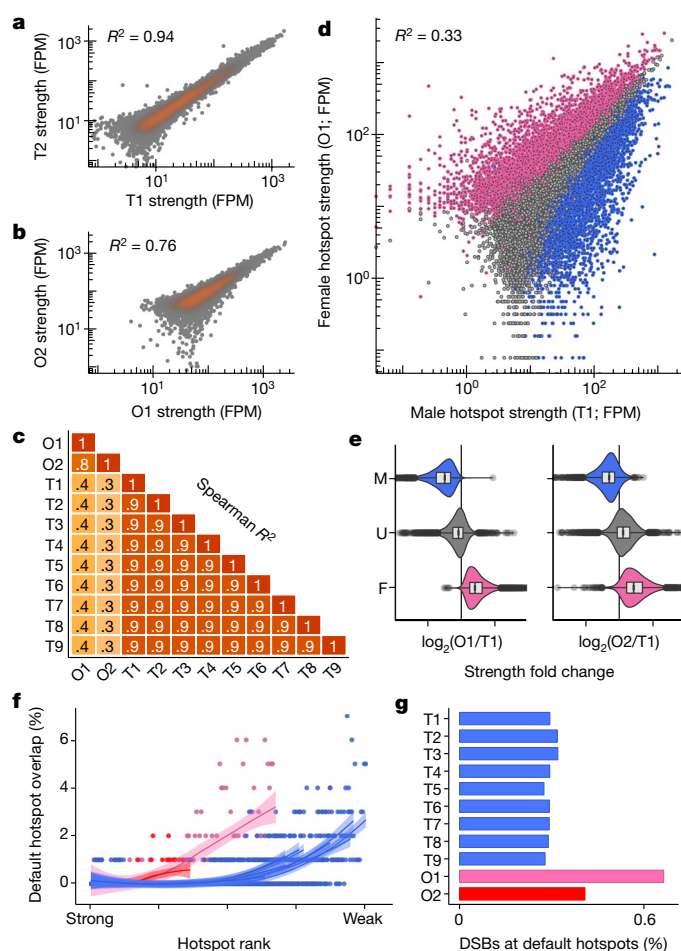 a
R² = 0.94
10³
10¹
T2 strength (FPM)
10¹
10³
T1 strength (FPM)
b
R² = 0.76
10³
10¹
O2 strength (FPM)
10¹
10³
O1 strength (FPM)
c
O1 1
O2 .8 1
T1 .4 .3 1
T2 .4 .3 .9 1
T3 .4 .3 .9 .9 1
T4 .4 .3 .9 .9 .9 1
T5 .4 .3 .9 .9 .9 .9 1
T6 .4 .3 .9 .9 .9 .9 .9 1
T7 .4 .3 .9 .9 .9 .9 .9 .9 1
T8 .4 .3 .9 .9 .9 .9 .9 .9 .9 1
T9 .4 .3 .9 .9 .9 .9 .9 .9 .9 .9 1
O1 O2 T1 T2 T3 T4 T5 T6 T7 T8 T9
Spearman R²
d
R² = 0.33
10²
10⁰
Female hotspot strength (O1; FPM)
10⁰
10²
Male hotspot strength (T1; FPM)
e
M
U
F
log₂(O1/T1)
log₂(O2/T1)
Strength fold change
f
6
4
2
0
Default hotspot overlap (%)
Strong
Weak
Hotspot rank
g
T1
T2
T3
T4
T5
T6
T7
T8
T9
O1
O2
0
0.6
DSBs at default hotspots (%)